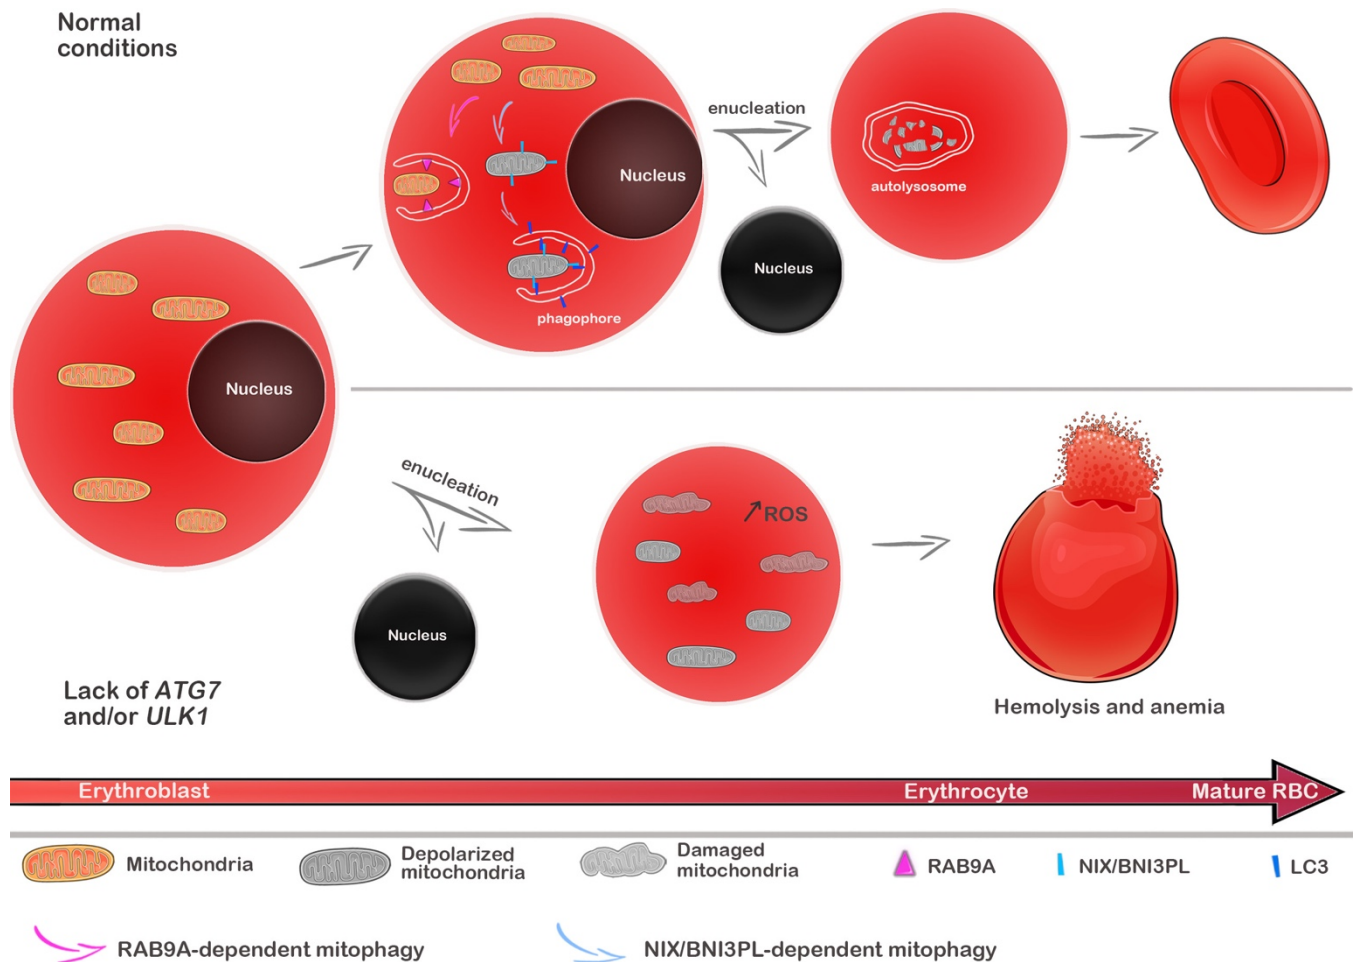 Normal
conditions
Nucleus
enucleation
autolysosome
Nucleus
phagophore
Nucleus
enucleation
Nucleus
ROS
Lack of ATG7
and/or ULK1
Hemolysis and anemia
Erythroblast
Erythrocyte
Mature RBC
Mitochondria
Depolarized
mitochondria
Damaged
mitochondria
RAB9A
NIX/BNI3PL
LC3
RAB9A-dependent mitophagy
NIX/BNI3PL-dependent mitophagy